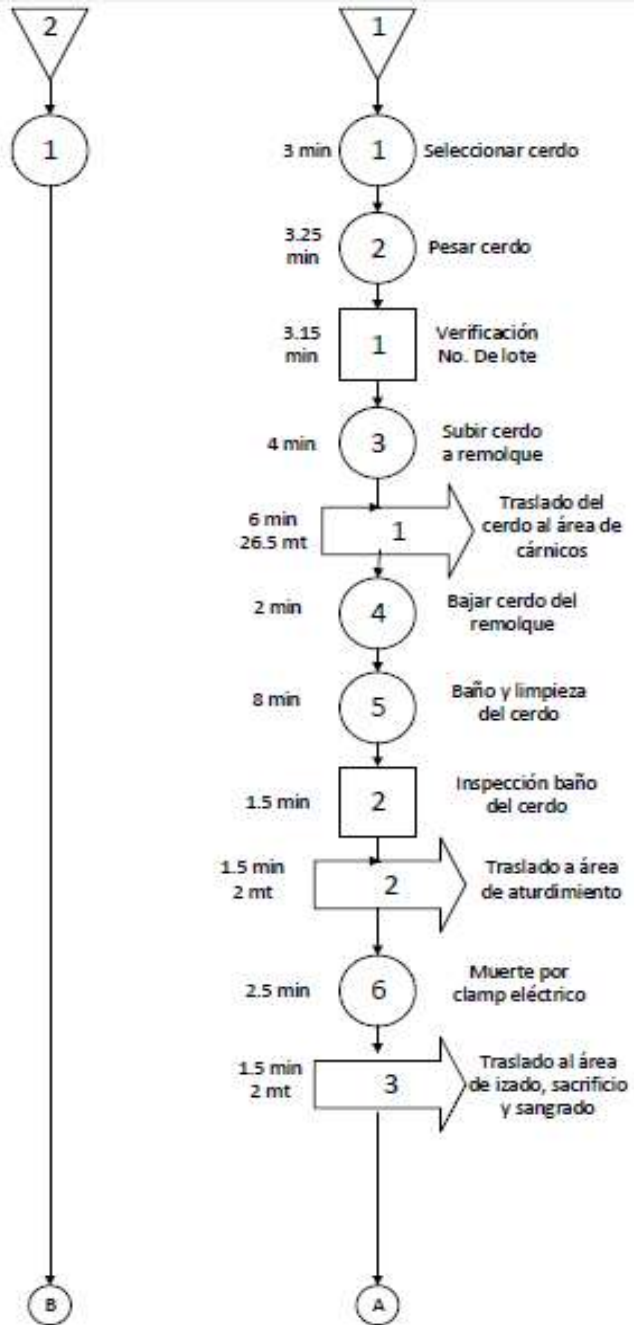 2
1
1
3 min
1
Seleccionar cerdo
3.25
min
2
Pesar cerdo
3.15
min
1
Verificación
No. De lote
4 min
3
Subir cerdo
a remolque
6 min
26.5 mt
1
Traslado del
cerdo al área de
cárnicos
2 min
4
Bajar cerdo del
remolque
8 min
5
Baño y limpieza
del cerdo
1.5 min
2
Inspección baño
del cerdo
1.5 min
2 mt
2
Traslado a área
de aturdimiento
2.5 min
6
Muerte por
clamp eléctrico
1.5 min
2 mt
3
Traslado al área
de izado, sacrificio
y sangrado
B
A